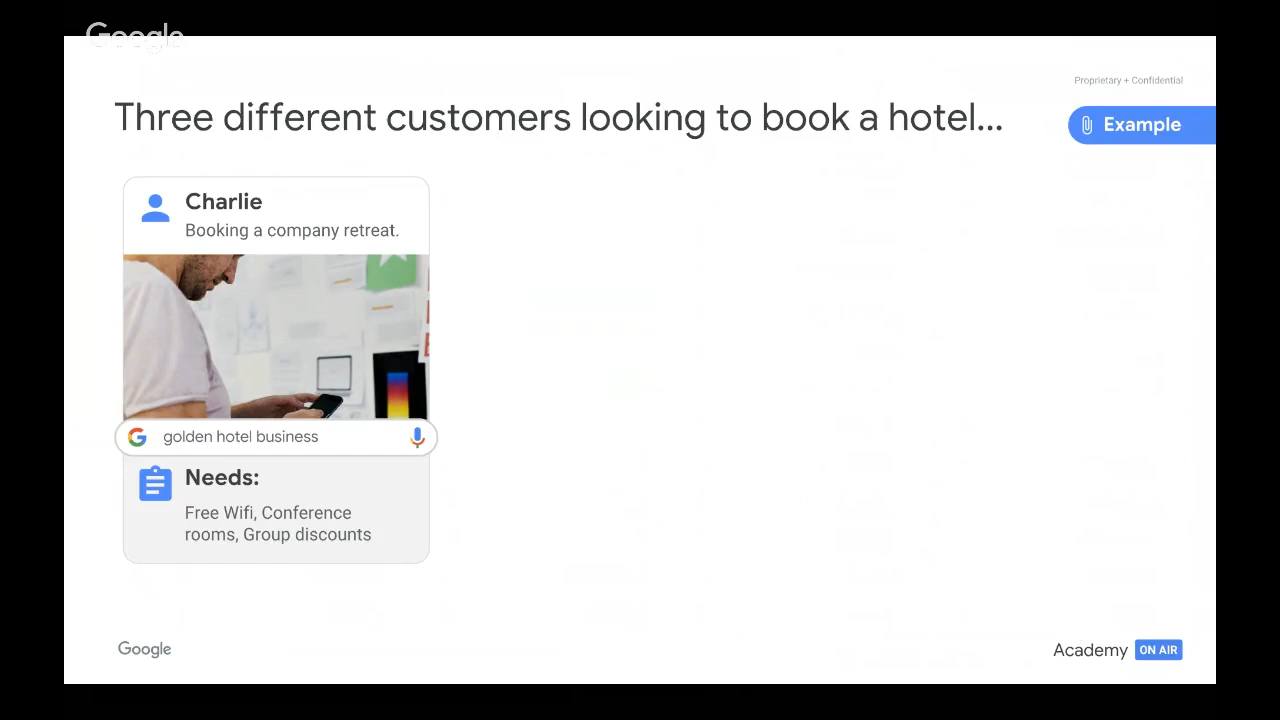 Google
Proprietary + Confidential
Three different customers looking to book a hotel...
Example
Charlie
Booking a company retreat.
golden hotel business
Needs:
Free Wifi, Conference
rooms, Group discounts
Google
Academy ON AIR